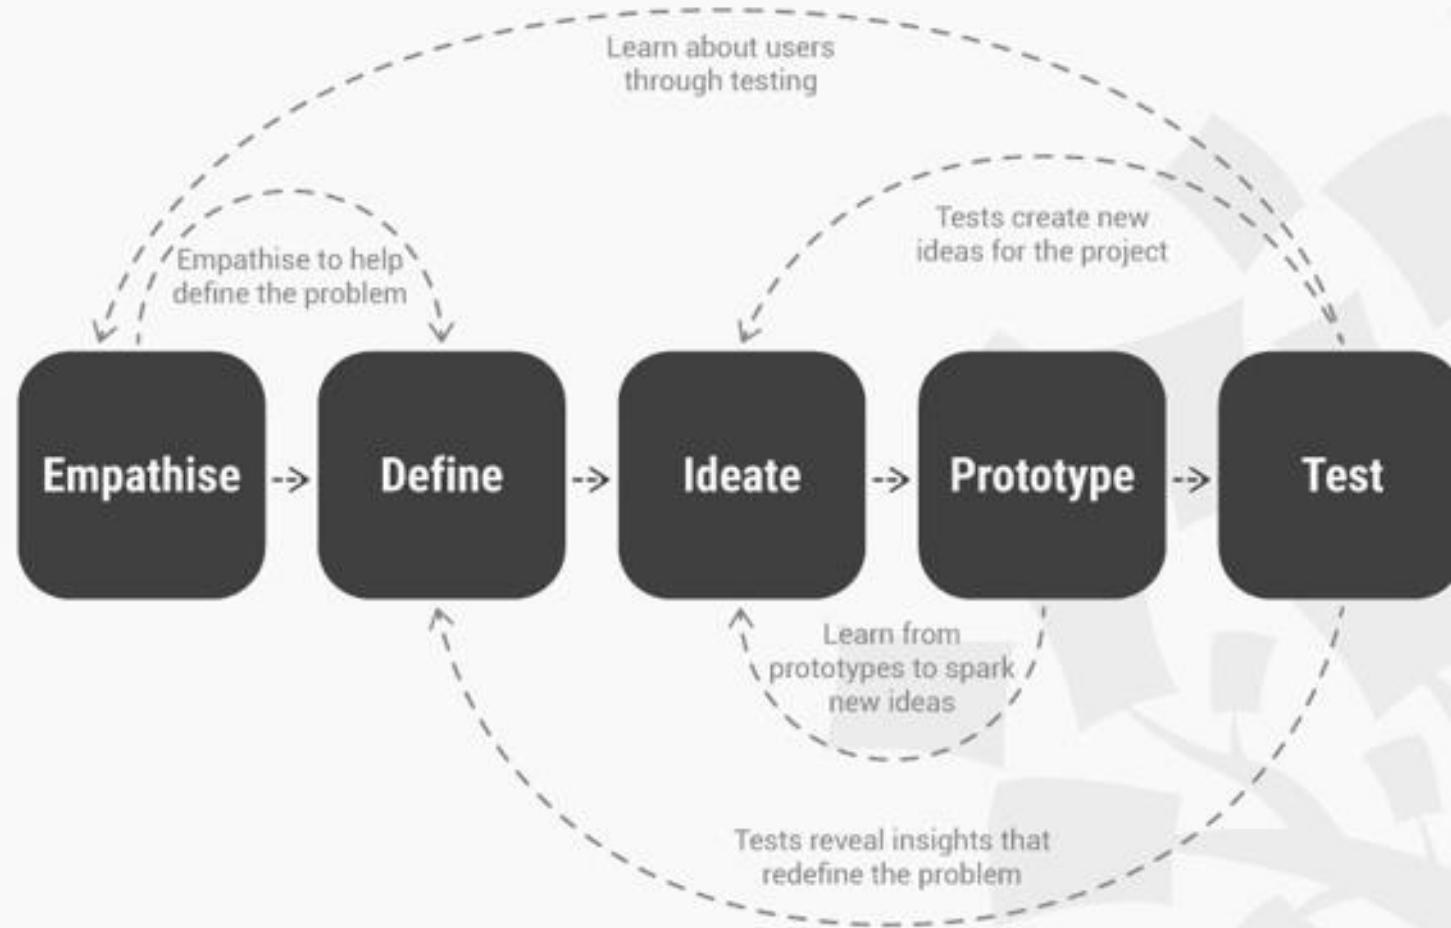 Learn about users
through testing
Tests create new
ideas for the project
Empathise to help
define the problem
Empathise
Define
Ideate
Prototype
Test
Learn from
prototypes to spark
new ideas
Tests reveal insights that
redefine the problem